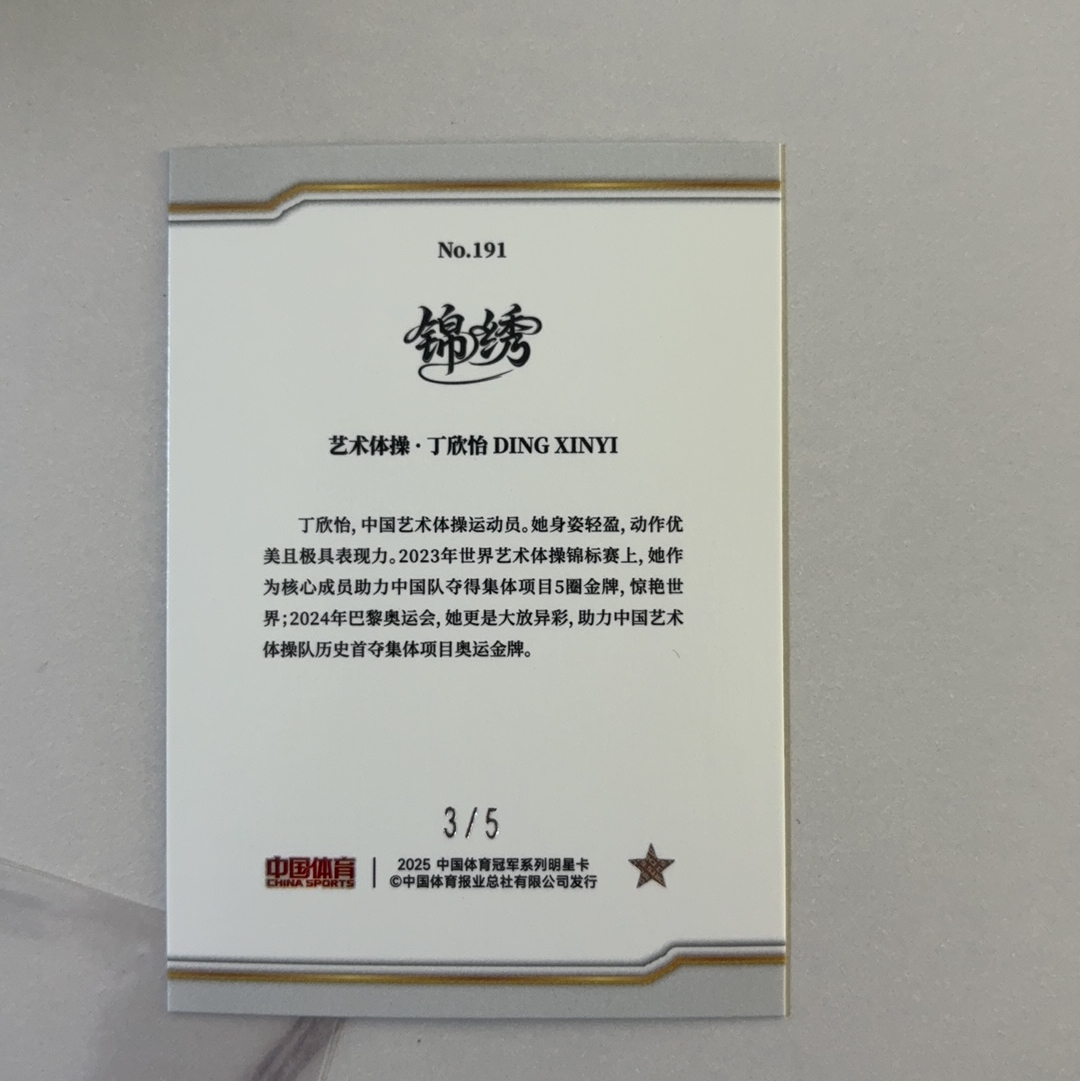 No.191
锦绣
艺术体操·丁欣怡 DING XINYI
丁欣怡,中国艺术体操运动员。她身姿轻盈,动作优
美且极具表现力。2023年世界艺术体操锦标赛上,她作
为核心成员助力中国队夺得集体项目5圈金牌,惊艳世
界;2024年巴黎奥运会,她更是大放异彩,助力中国艺术
体操队历史首夺集体项目奥运金牌。
3/5
中国体育
CHINA SPORTS
2025 中国体育冠军系列明星卡
©中国体育报业总社有限公司发行